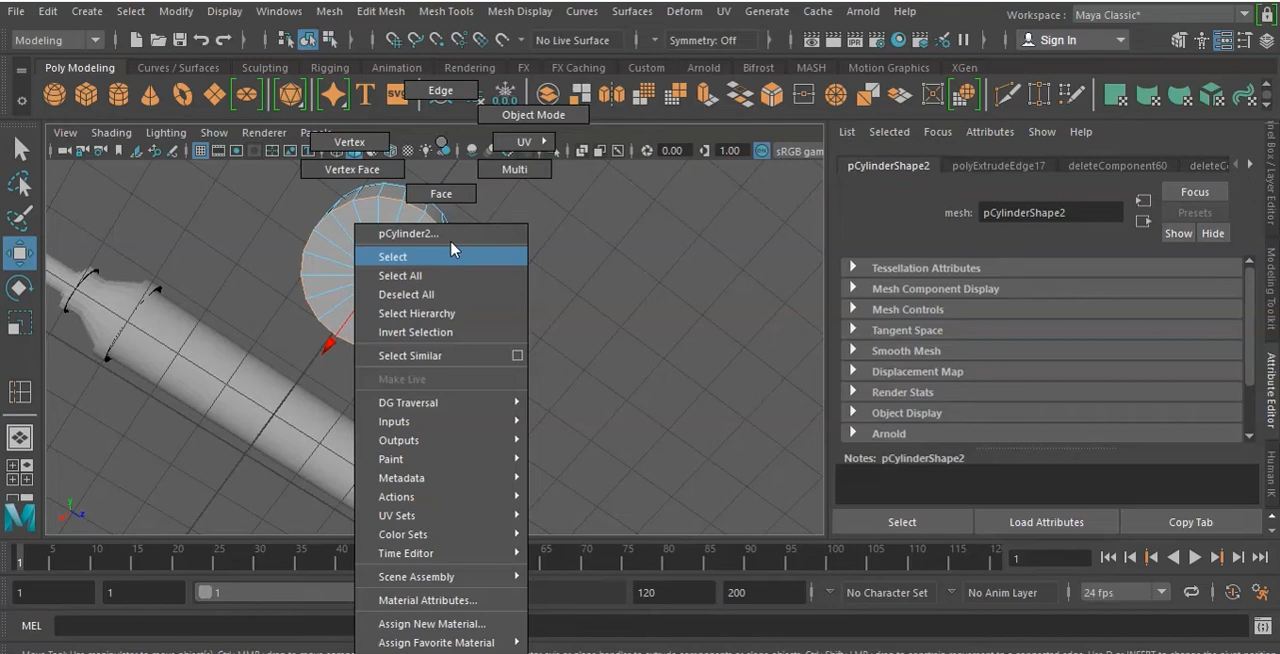 File Edit Create Select Modify Display Windows Mesh Edit Mesh Mesh Tools Mesh Display Curves Surfaces Deform UV Generate Cache Arnold Help
Workspace : Maya Classic*
Modeling No Live Surface Symmetry: Off Sign In
Poly Modeling Curves / Surfaces Sculpting Rigging Animation Rendering FX FX Caching Custom Arnold Bifrost MASH Motion Graphics XGen
SVG 0,0,0
Edge
Object Mode
Vertex
UV
Vertex Face
Multi
Face
View Shading Lighting Show Renderer
0.00 1.00 sRGB gam
pCylinder2...
Select
Select All
Deselect All
Select Hierarchy
Invert Selection
Select Similar
Make Live
DG Traversal
Inputs
Outputs
Paint
Metadata
Actions
UV Sets
Color Sets
Time Editor
Scene Assembly
Material Attributes...
Assign New Material...
Assign Favorite Material
y
z
List Selected Focus Attributes Show Help
pCylinderShape2 polyExtrudeEdge17 deleteComponent60
mesh: pCylinderShape2
Focus
Presets
Show Hide
Tessellation Attributes
Mesh Component Display
Mesh Controls
Tangent Space
Smooth Mesh
Displacement Map
Render Stats
Object Display
Arnold
Notes: pCylinderShape2
Select Load Attributes Copy Tab
Modeling Toolkit
Attribute Editor
Human IK
5 10 15 20 25 30 35 40 65 70 75 80 85 90 95 100 105 110 115 12
1 1
1 1 1 120 200 No Character Set No Anim Layer 24 fps
MEL